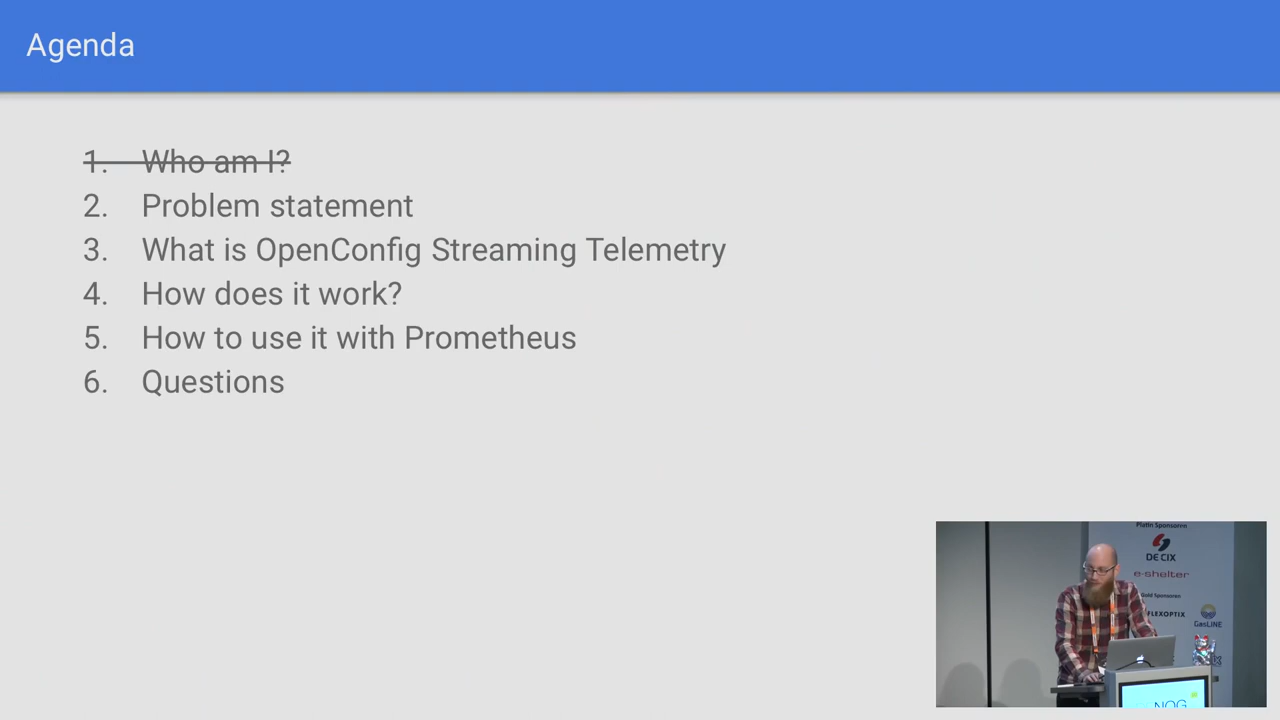 Agenda
1. Who am I?
2. Problem statement
3. What is OpenConfig Streaming Telemetry
4. How does it work?
5. How to use it with Prometheus
6. Questions
Platin Sponsoren
DE CIX
e-shelter
Gold Sponsoren
FLEXOPTIX
GasLINE
NOG